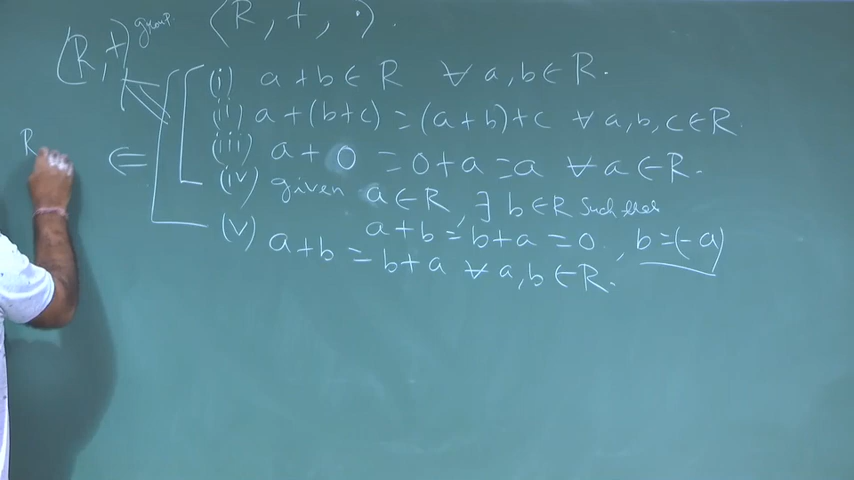 (R, +) group (R, +, ·).
(i) a + b ∈ R ∀ a, b ∈ R.
(ii) a + (b + c) = (a + b) + c ∀ a, b, c ∈ R.
(iii) a + 0 = 0 + a = a ∀ a ∈ R.
(iv) given a ∈ R, ∃ b ∈ R such that
a + b = b + a = 0, b = (-a)
(v) a + b = b + a ∀ a, b ∈ R.
⇐
R